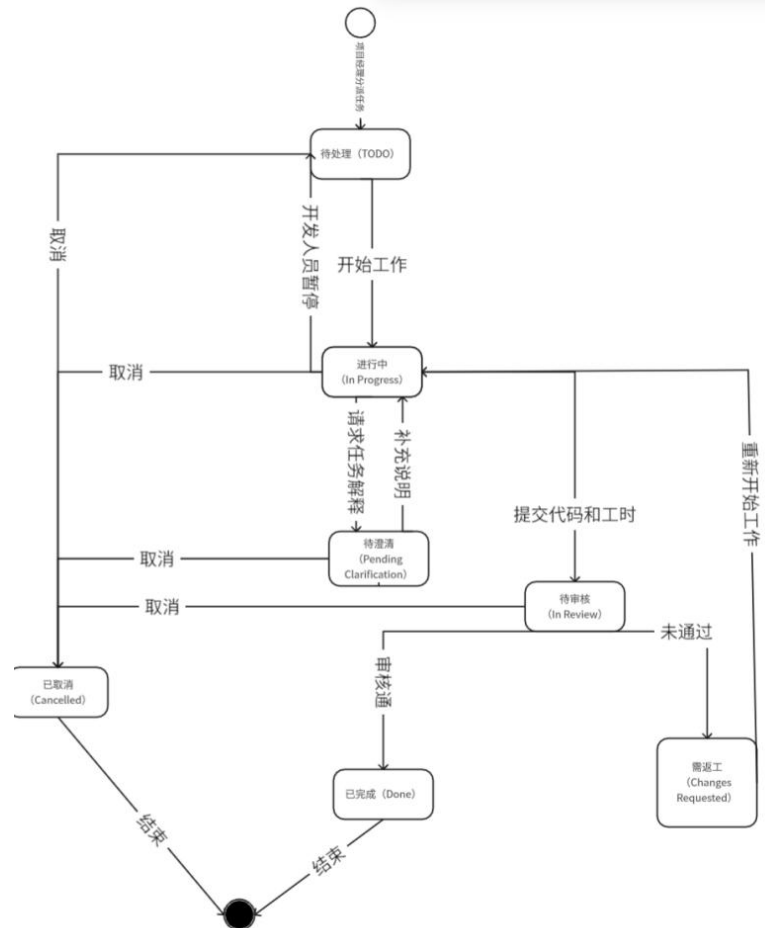 项目经理分派任务
待处理（TODO）
取消
开发人员暂停
开始工作
取消
进行中
（In Progress）
请求任务解释
补充说明
重新开始工作
提交代码和工时
取消
待澄清
（Pending
Clarification）
取消
待审核
（In Review）
未通过
审核通
已取消
（Cancelled）
需返工
（Changes
Requested）
已完成（Done）
结束
结束